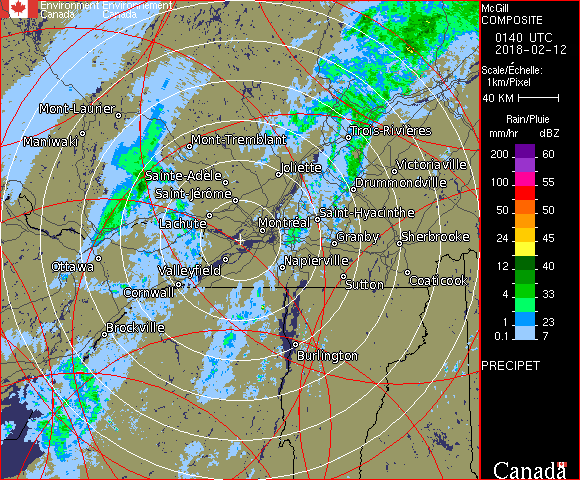 Environment Environnement
Canada Canada
Mont-Laurier
Maniwaki
Mont-Tremblant
Trois-Rivières
Joliette
Victoriaville
Sainte-Adèle
Drummondville
Saint-Jérôme
Saint-Hyacinthe
Lachute
Montréal
Granby
Sherbrooke
Ottawa
Valleyfield
Napierville
Sutton
Coaticook
Cornwall
Brockville
Burlington
McGill
COMPOSITE
0140 UTC
2018-02-12
Scale/Échelle:
1km/Pixel
40 KM
Rain/Pluie
mm/hr dBZ
200 60
100 55
50 50
24 45
12 40
4 33
1 23
0.1 7
PRECIPET
Canada